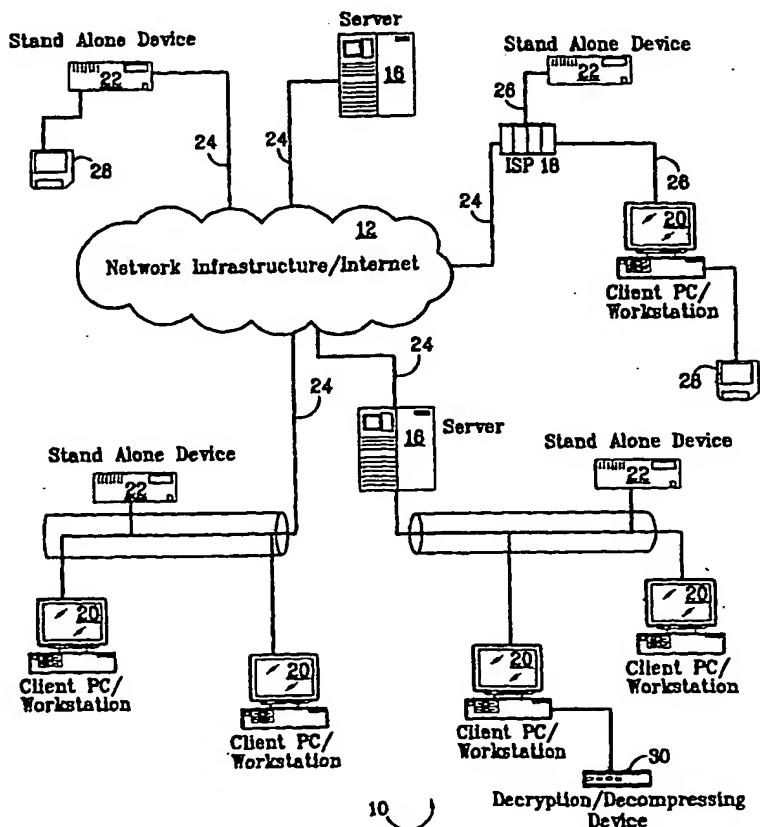 Server
Stand Alone Device
22
16
Stand Alone Device
22
26
28
24
24
ISP 18
24
26
12
Network Infrastructure/Internet
20
Client PC/
Workstation
24
28
24
Stand Alone Device
16
Server
Stand Alone Device
22
22
20
20
Client PC/
Workstation
20
Client PC/
Workstation
20
Client PC/
Workstation
Client PC/
Workstation
30
10
Decryption/Decompressing
Device